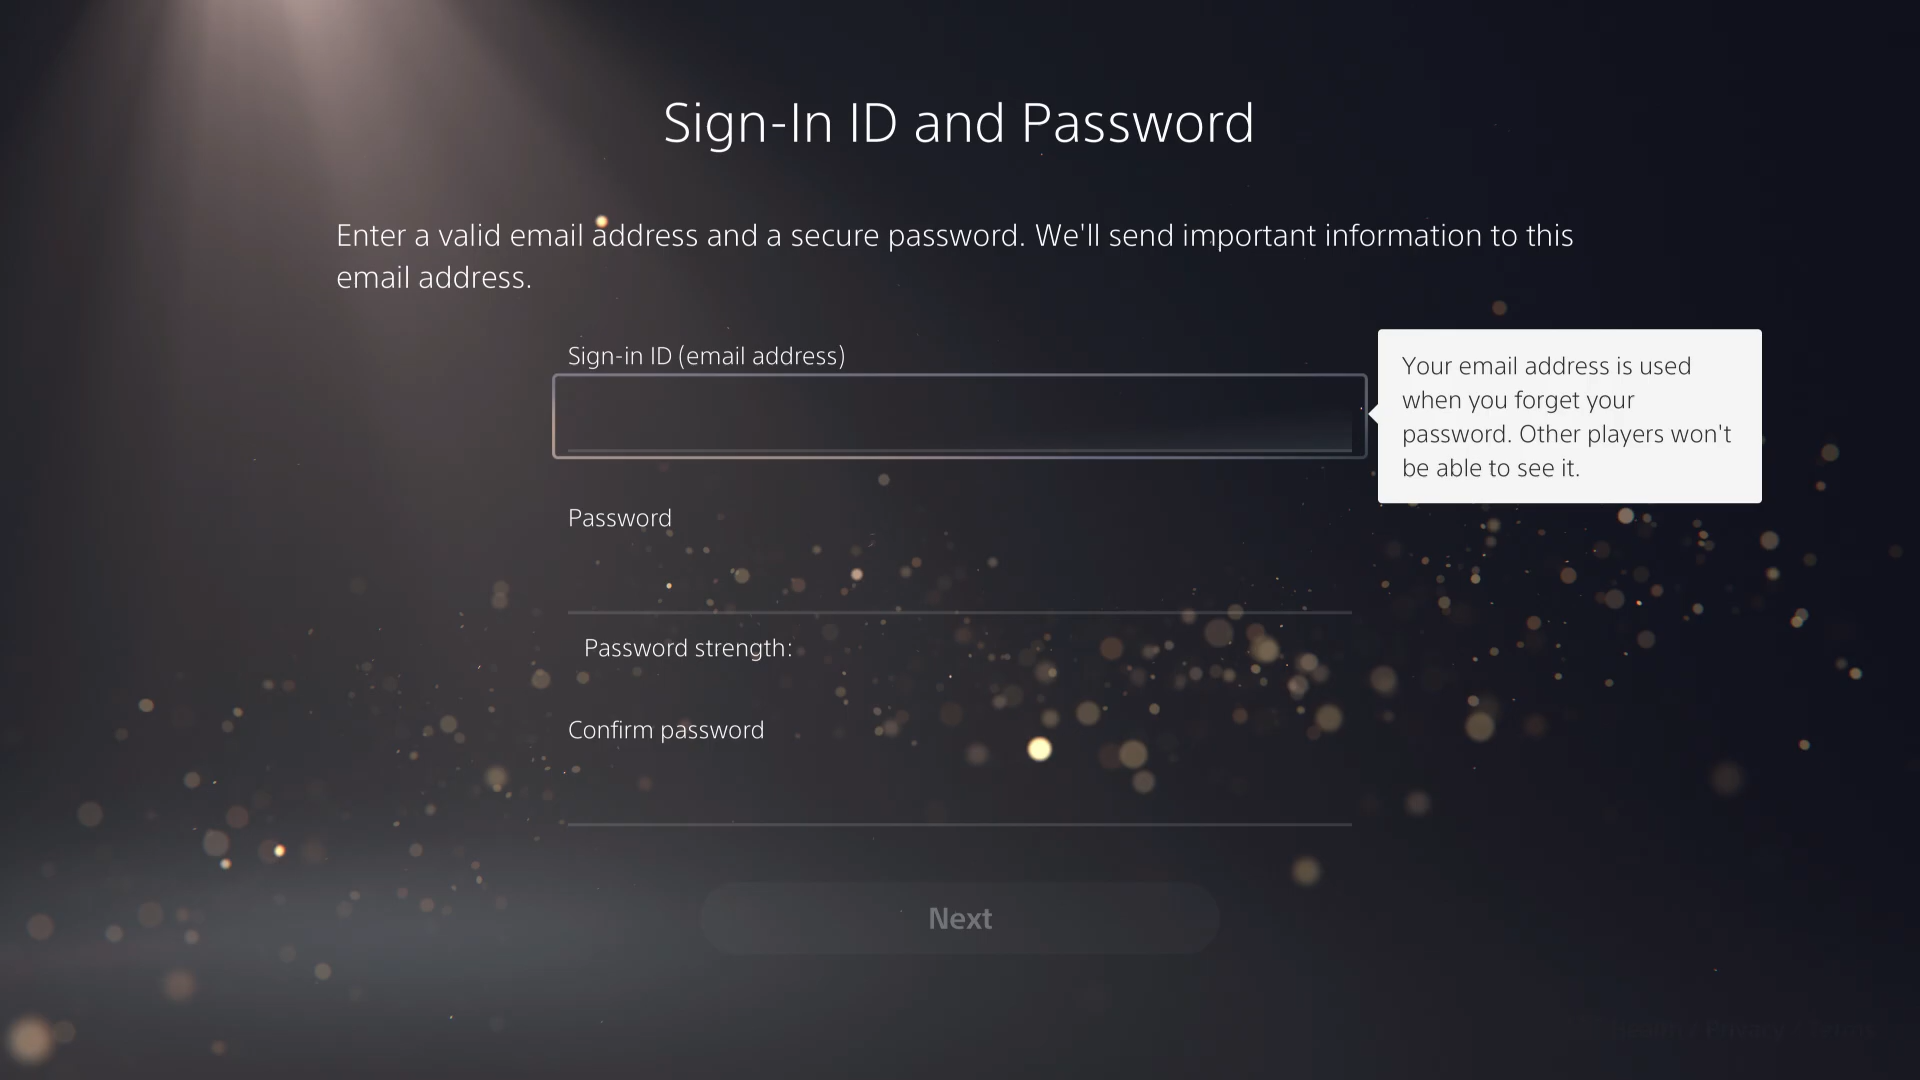 Sign-In ID and Password
Enter a valid email address and a secure password. We'll send important information to this
email address.
Sign-in ID (email address)
Your email address is used
when you forget your
password. Other players won't
be able to see it.
Password
Password strength:
Confirm password
Next